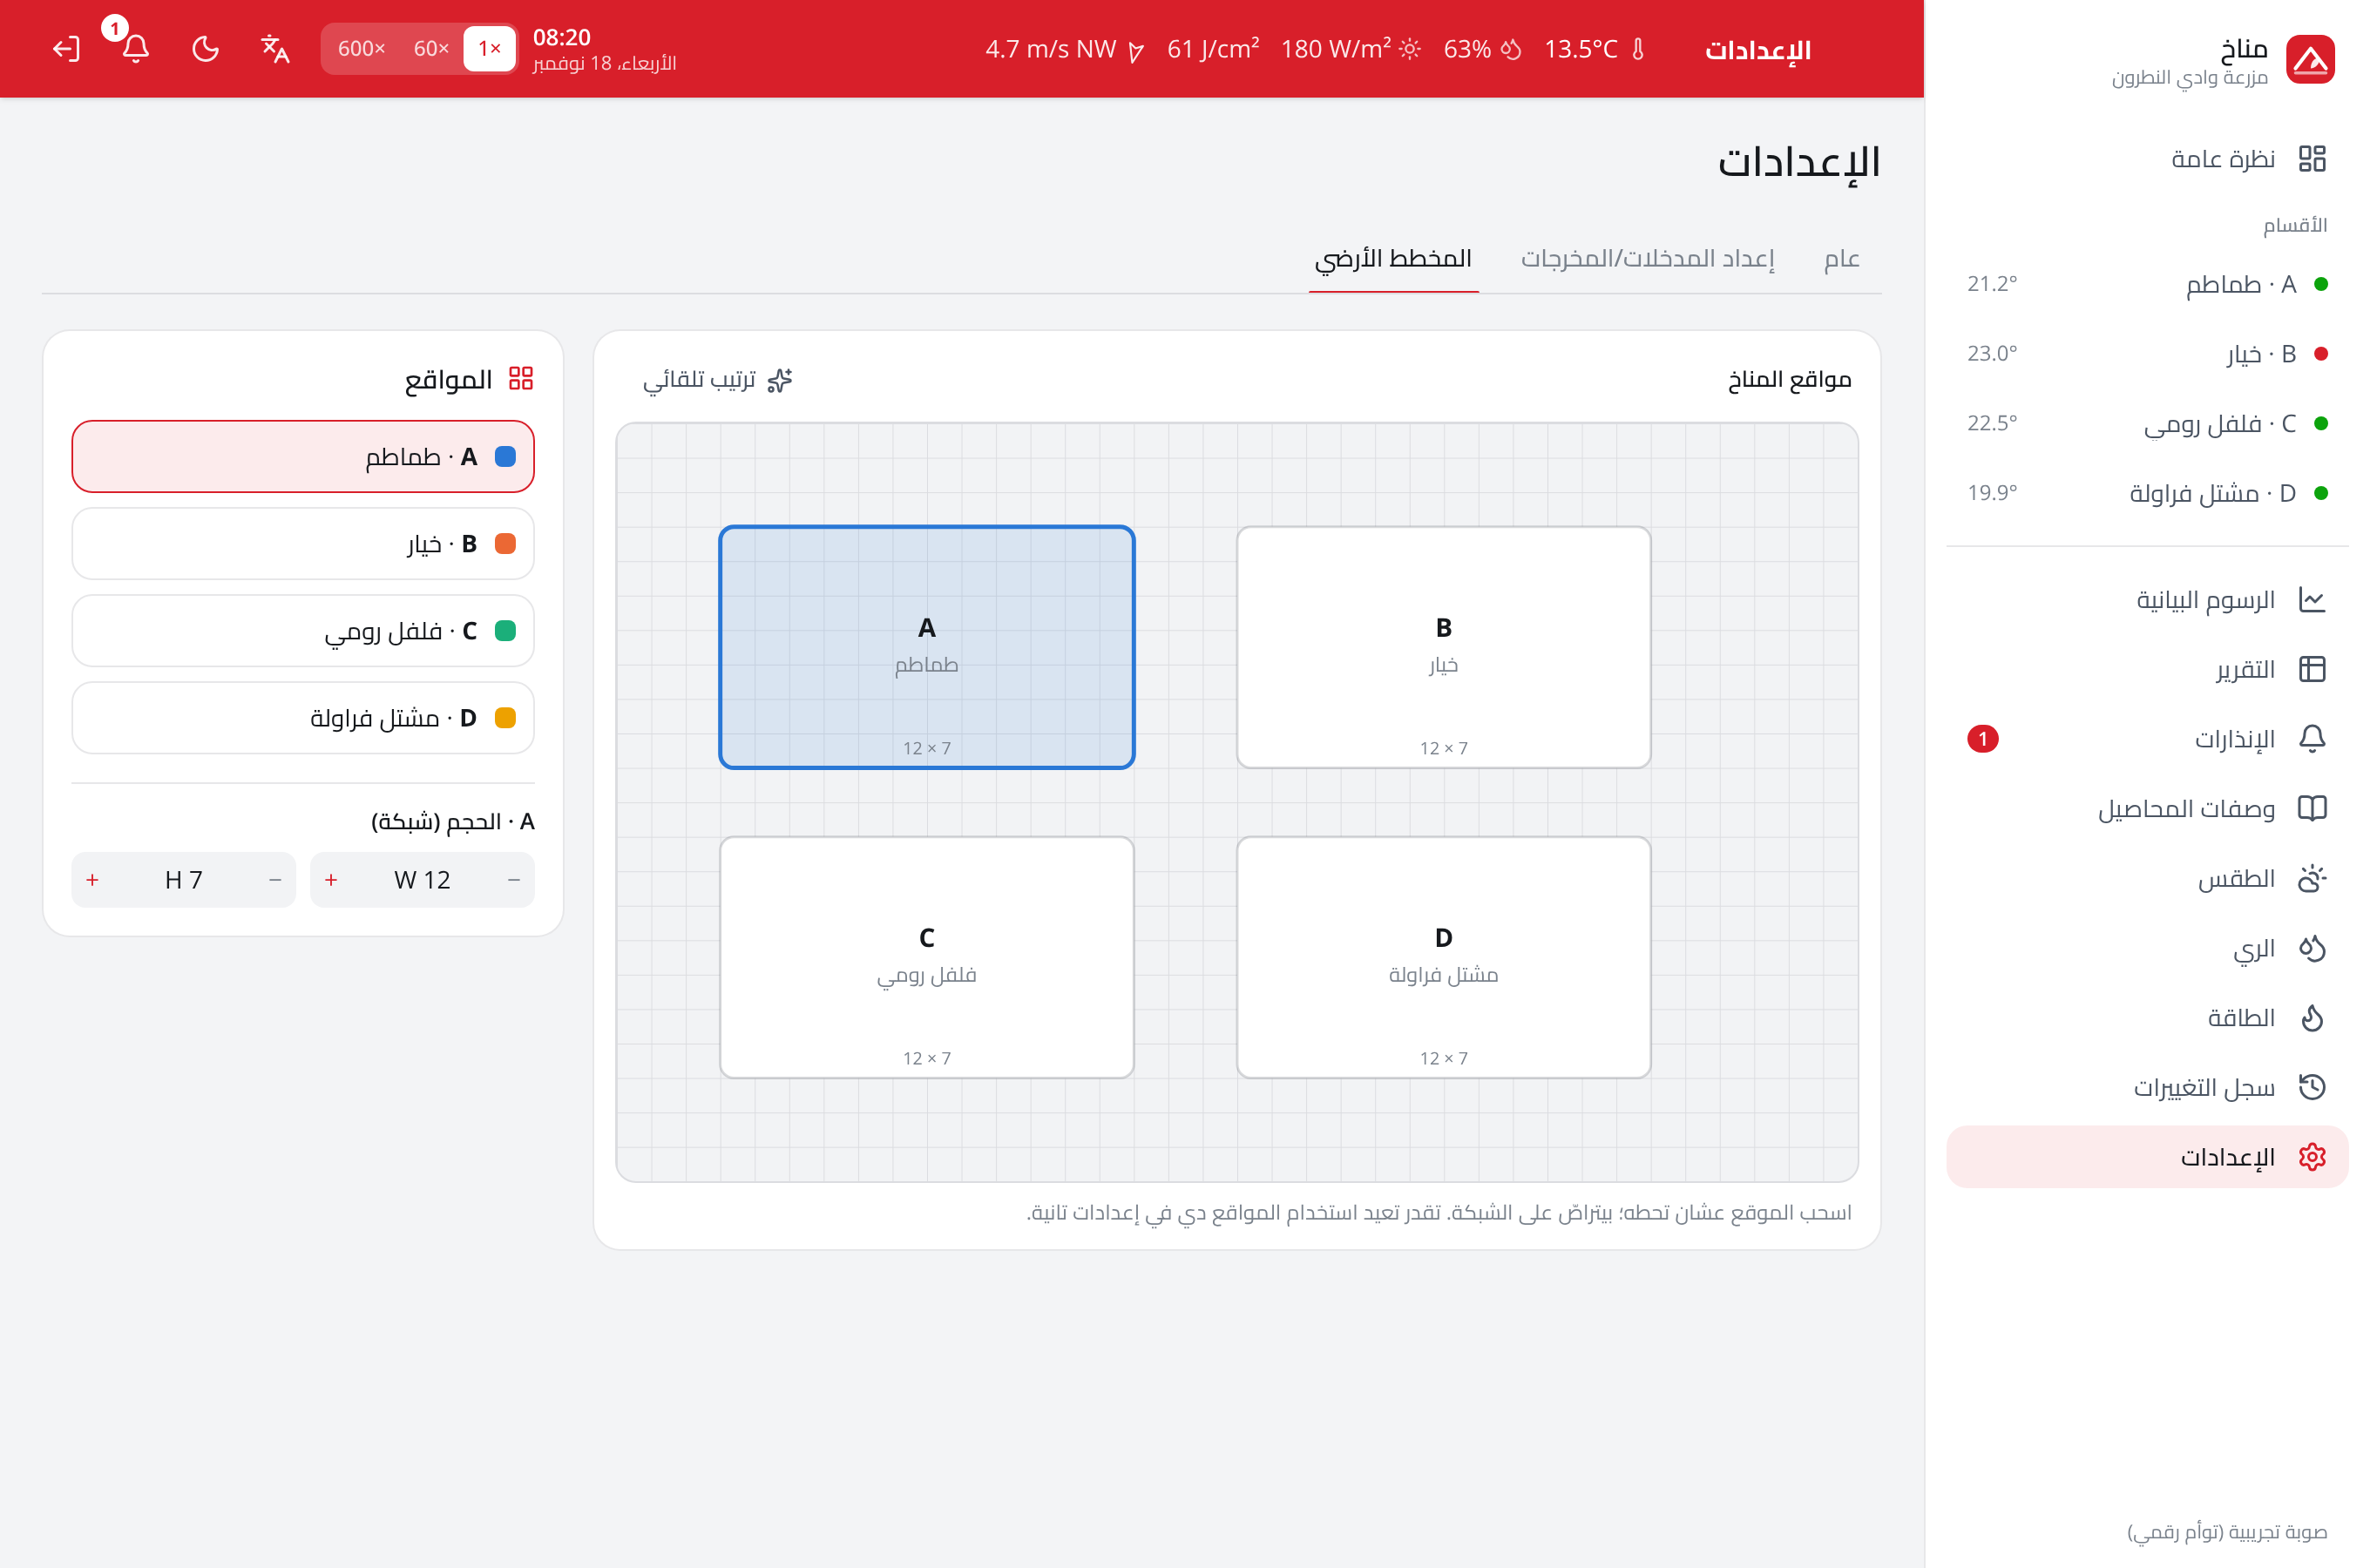 مناخ
مزرعة وادي النطرون
نظرة عامة
الأقسام
A · طماطم 21.2°
B · خيار 23.0°
C · فلفل رومي 22.5°
D · مشتل فراولة 19.9°
الرسوم البيانية
التقرير
الإنذارات 1
وصفات المحاصيل
الطقس
الري
الطاقة
سجل التغييرات
الإعدادات
صوبة تجريبية (توأم رقمي)
الإعدادات 13.5°C 63% 180 W/m² 61 J/cm² 4.7 m/s NW
08:20
الأربعاء، 18 نوفمبر
1× 60× 600×
1
الإعدادات
عام
إعداد المدخلات/المخرجات
المخطط الأرضي
مواقع المناخ
ترتيب تلقائي
B
خيار
12 × 7
A
طماطم
12 × 7
D
مشتل فراولة
12 × 7
C
فلفل رومي
12 × 7
اسحب الموقع عشان تحطه؛ بيتراصّ على الشبكة. تقدر تعيد استخدام المواقع دي في إعدادات تانية.
المواقع
A · طماطم
B · خيار
C · فلفل رومي
D · مشتل فراولة
A · الحجم (شبكة)
− W 12 +
− H 7 +